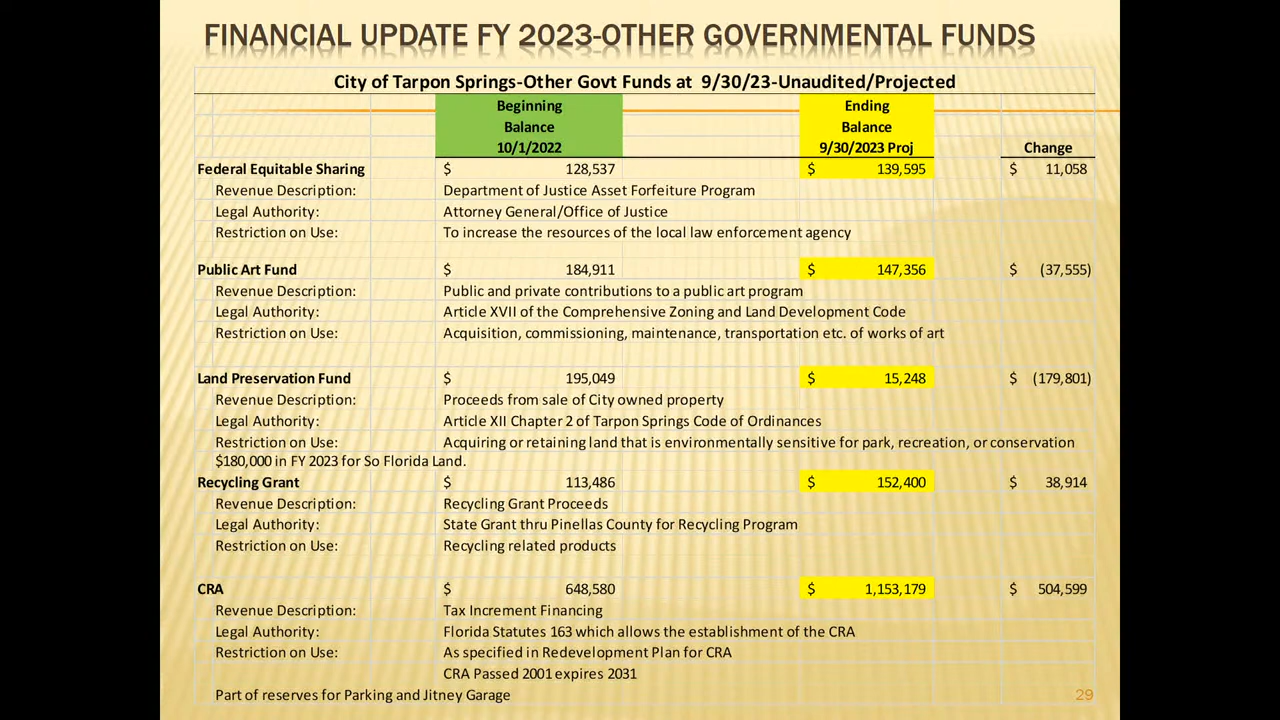 FINANCIAL UPDATE FY 2023-OTHER GOVERNMENTAL FUNDS
City of Tarpon Springs-Other Govt Funds at 9/30/23-Unaudited/Projected
Beginning Ending
Balance Balance
10/1/2022 9/30/2023 Proj Change
Federal Equitable Sharing $ 128,537 $ 139,595 $ 11,058
Revenue Description: Department of Justice Asset Forfeiture Program
Legal Authority: Attorney General/Office of Justice
Restriction on Use: To increase the resources of the local law enforcement agency
Public Art Fund $ 184,911 $ 147,356 $ (37,555)
Revenue Description: Public and private contributions to a public art program
Legal Authority: Article XVII of the Comprehensive Zoning and Land Development Code
Restriction on Use: Acquisition, commissioning, maintenance, transportation etc. of works of art
Land Preservation Fund $ 195,049 $ 15,248 $ (179,801)
Revenue Description: Proceeds from sale of City owned property
Legal Authority: Article XII Chapter 2 of Tarpon Springs Code of Ordinances
Restriction on Use: Acquiring or retaining land that is environmentally sensitive for park, recreation, or conservation
$180,000 in FY 2023 for So Florida Land.
Recycling Grant $ 113,486 $ 152,400 $ 38,914
Revenue Description: Recycling Grant Proceeds
Legal Authority: State Grant thru Pinellas County for Recycling Program
Restriction on Use: Recycling related products
CRA $ 648,580 $ 1,153,179 $ 504,599
Revenue Description: Tax Increment Financing
Legal Authority: Florida Statutes 163 which allows the establishment of the CRA
Restriction on Use: As specified in Redevelopment Plan for CRA
CRA Passed 2001 expires 2031
Part of reserves for Parking and Jitney Garage 29